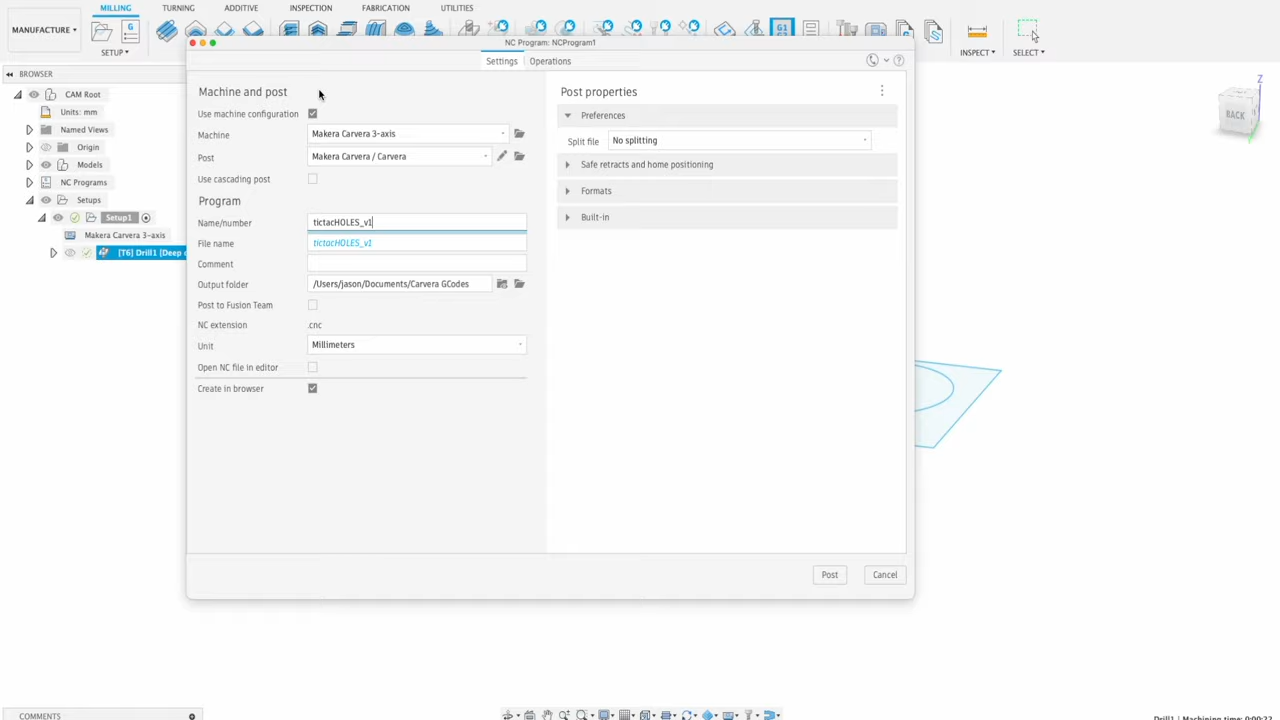 MILLING TURNING ADDITIVE INSPECTION FABRICATION UTILITIES
MANUFACTURE
G1
SETUP INSPECT SELECT
NC Program: NCProgram1
Settings Operations
BROWSER
CAM Root
Units: mm
Named Views
Origin
Models
NC Programs
Setups
Setup1
Makera Carvera 3-axis
[T6] Drill1 [Deep
Machine and post
Use machine configuration
Machine Makera Carvera 3-axis
Post Makera Carvera / Carvera
Use cascading post
Program
Name/number tictacHOLES_v1
File name tictacHOLES_v1
Comment
Output folder /Users/jason/Documents/Carvera GCodes
Post to Fusion Team
NC extension .cnc
Unit Millimeters
Open NC file in editor
Create in browser
Post properties
Preferences
Split file No splitting
Safe retracts and home positioning
Formats
Built-in
Post Cancel
Z
BACK
COMMENTS
Drill1 | Machining time: 0:00:22